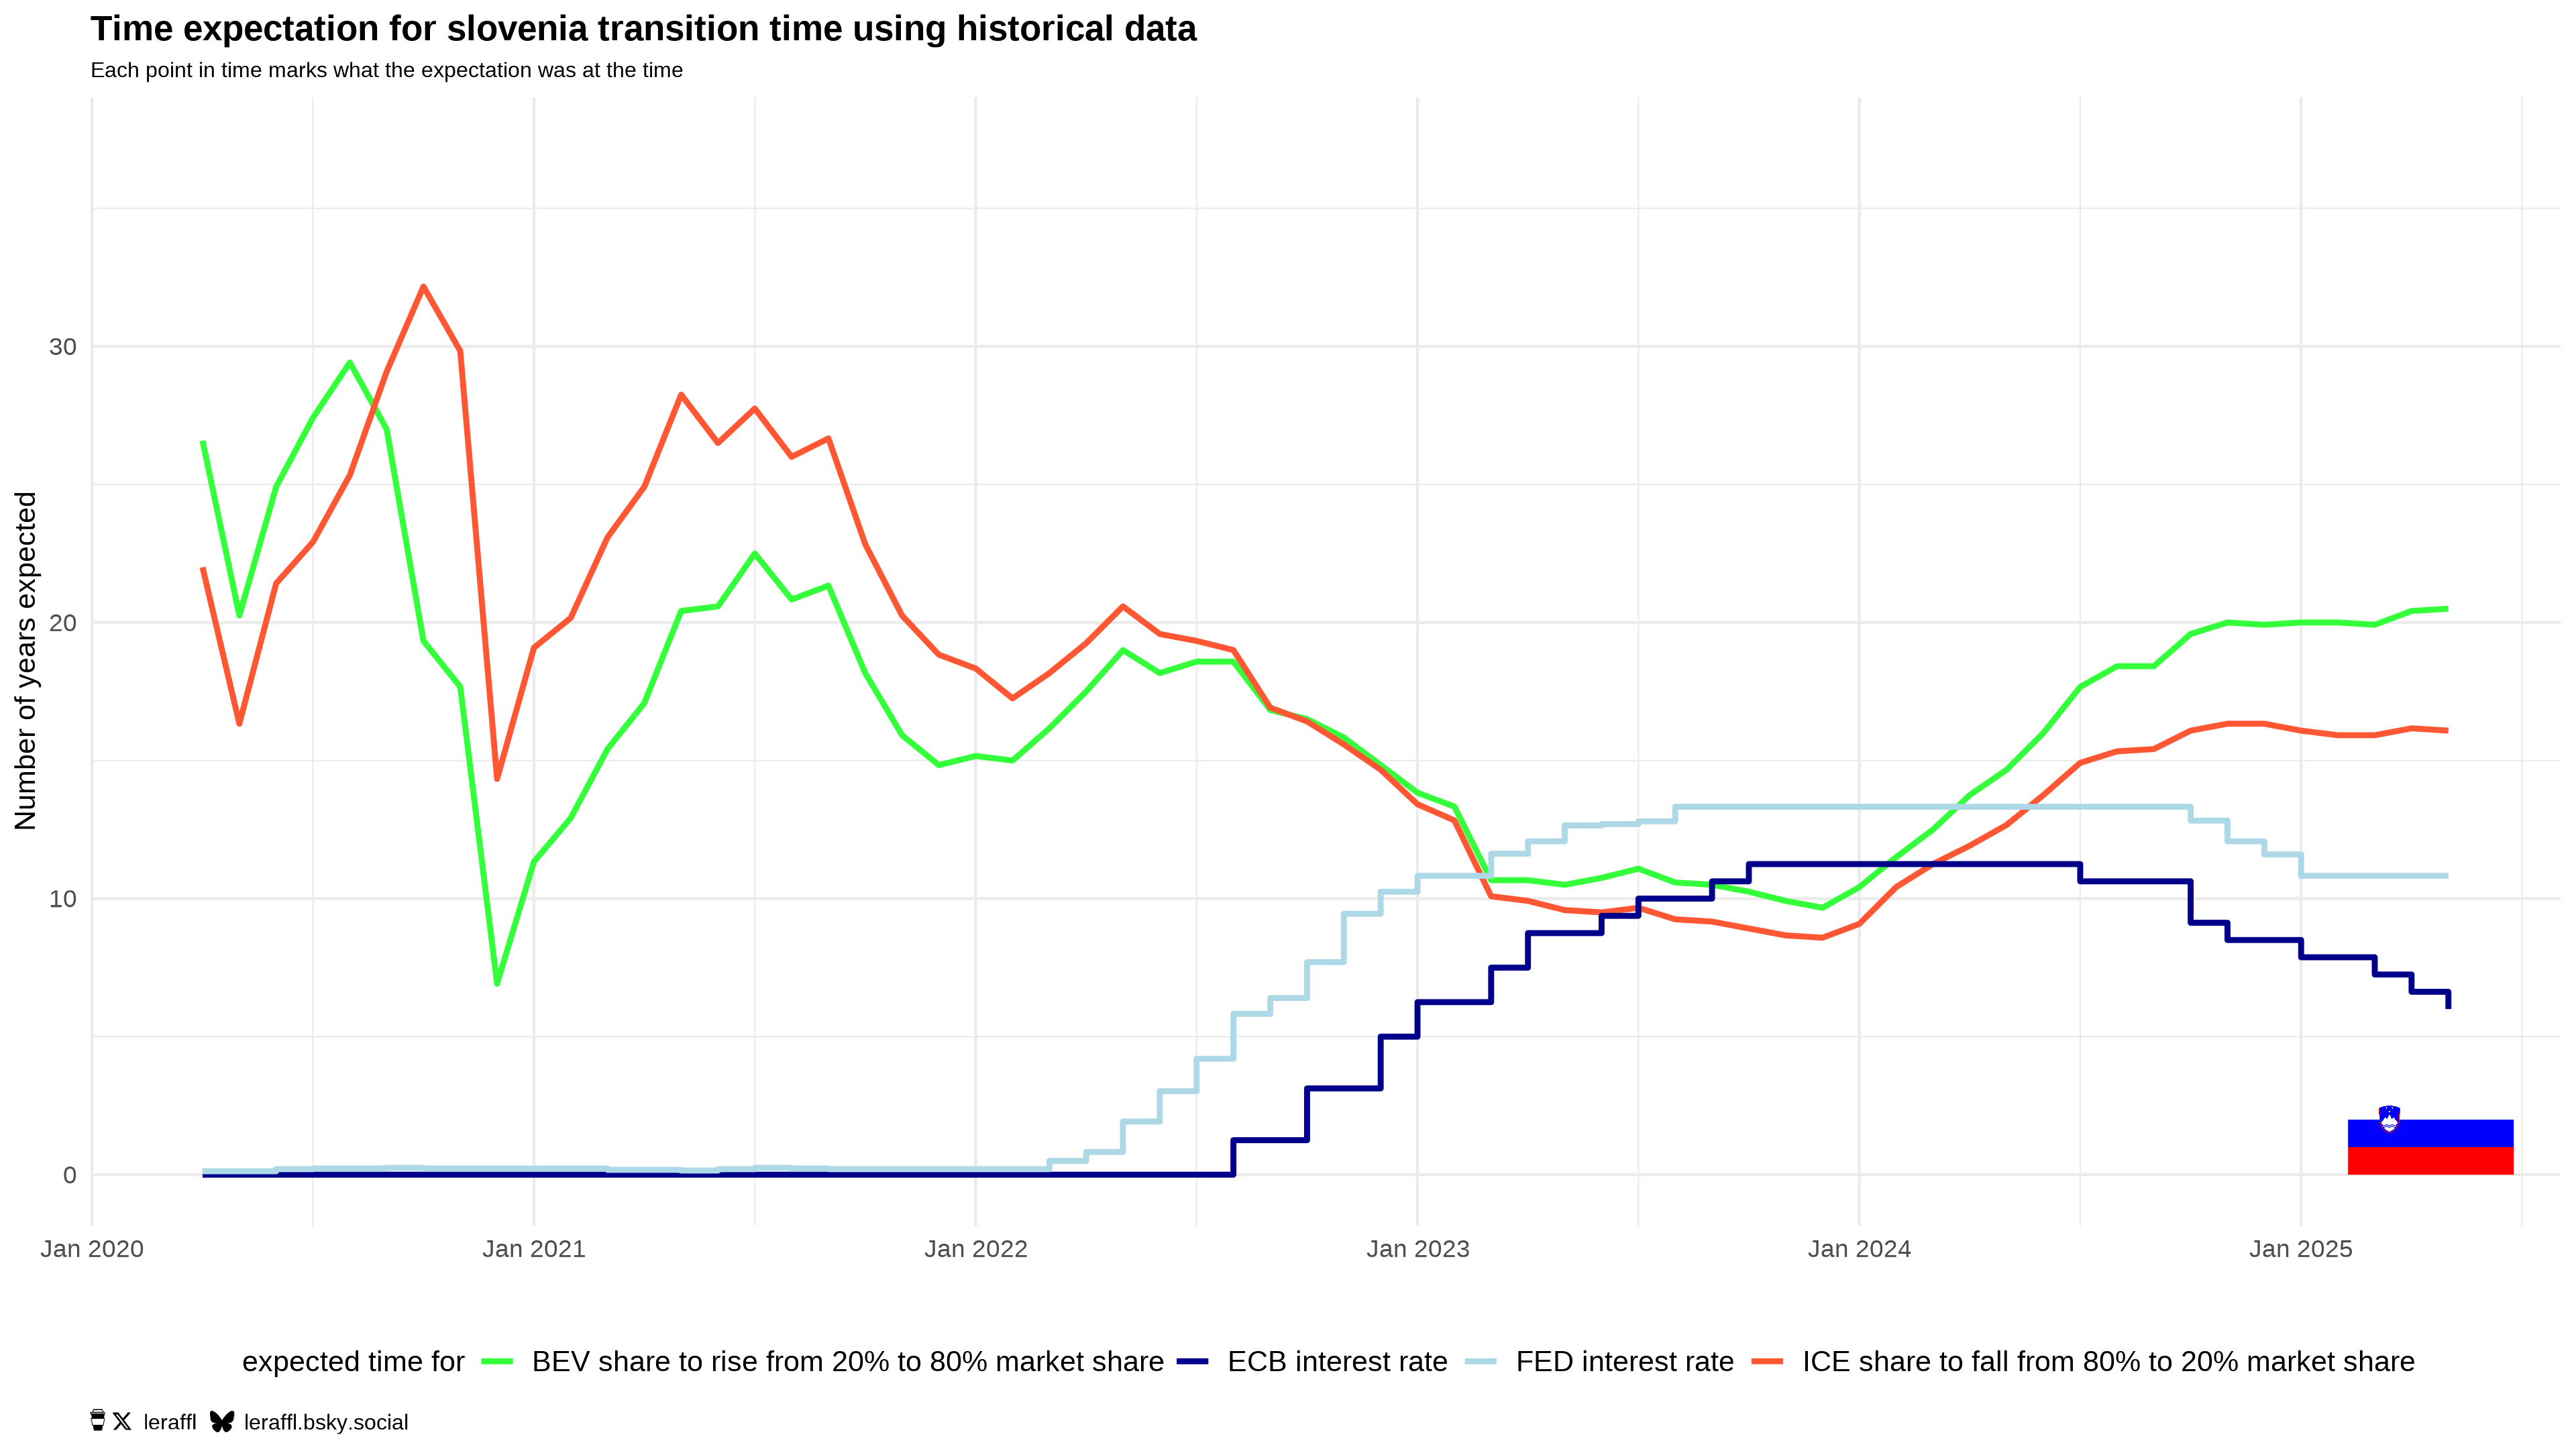 Time expectation for slovenia transition time using historical data
Each point in time marks what the expectation was at the time
Number of years expected
30
20
10
0
Jan 2020
Jan 2021
Jan 2022
Jan 2023
Jan 2024
Jan 2025
expected time for
BEV share to rise from 20% to 80% market share
ECB interest rate
FED interest rate
ICE share to fall from 80% to 20% market share
leraffl
leraffl.bsky.social